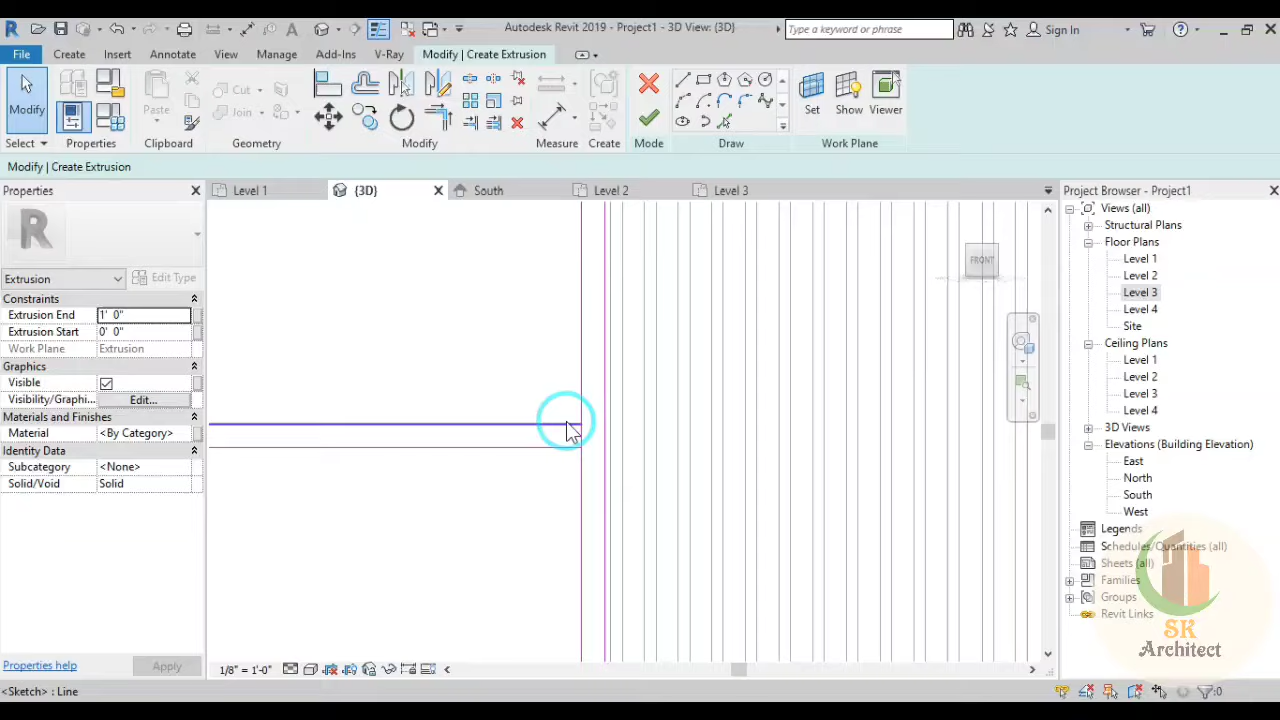 Autodesk Revit 2019 - Project1 - 3D View: {3D}
Type a keyword or phrase
Sign In
File Create Insert Annotate View Manage Add-Ins V-Ray Modify | Create Extrusion
Modify Paste Cut Join Set Show Viewer
Select Properties Clipboard Geometry Modify Measure Create Mode Draw Work Plane
Modify | Create Extrusion
Properties
Level 1 {3D} South Level 2 Level 3
Project Browser - Project1
R
Extrusion Edit Type
Constraints
Extrusion End 1' 0"
Extrusion Start 0' 0"
Work Plane Extrusion
Graphics
Visible
Visibility/Graphi... Edit...
Materials and Finishes
Material <By Category>
Identity Data
Subcategory <None>
Solid/Void Solid
Properties help Apply
FRONT
Views (all)
Structural Plans
Floor Plans
Level 1
Level 2
Level 3
Level 4
Site
Ceiling Plans
Level 1
Level 2
Level 3
Level 4
3D Views
Elevations (Building Elevation)
East
North
South
West
Legends
Schedules/Quantities (all)
Sheets (all)
Families
Groups
Revit Links
SK
Architect
1/8" = 1'-0"
<Sketch> : Line
:0